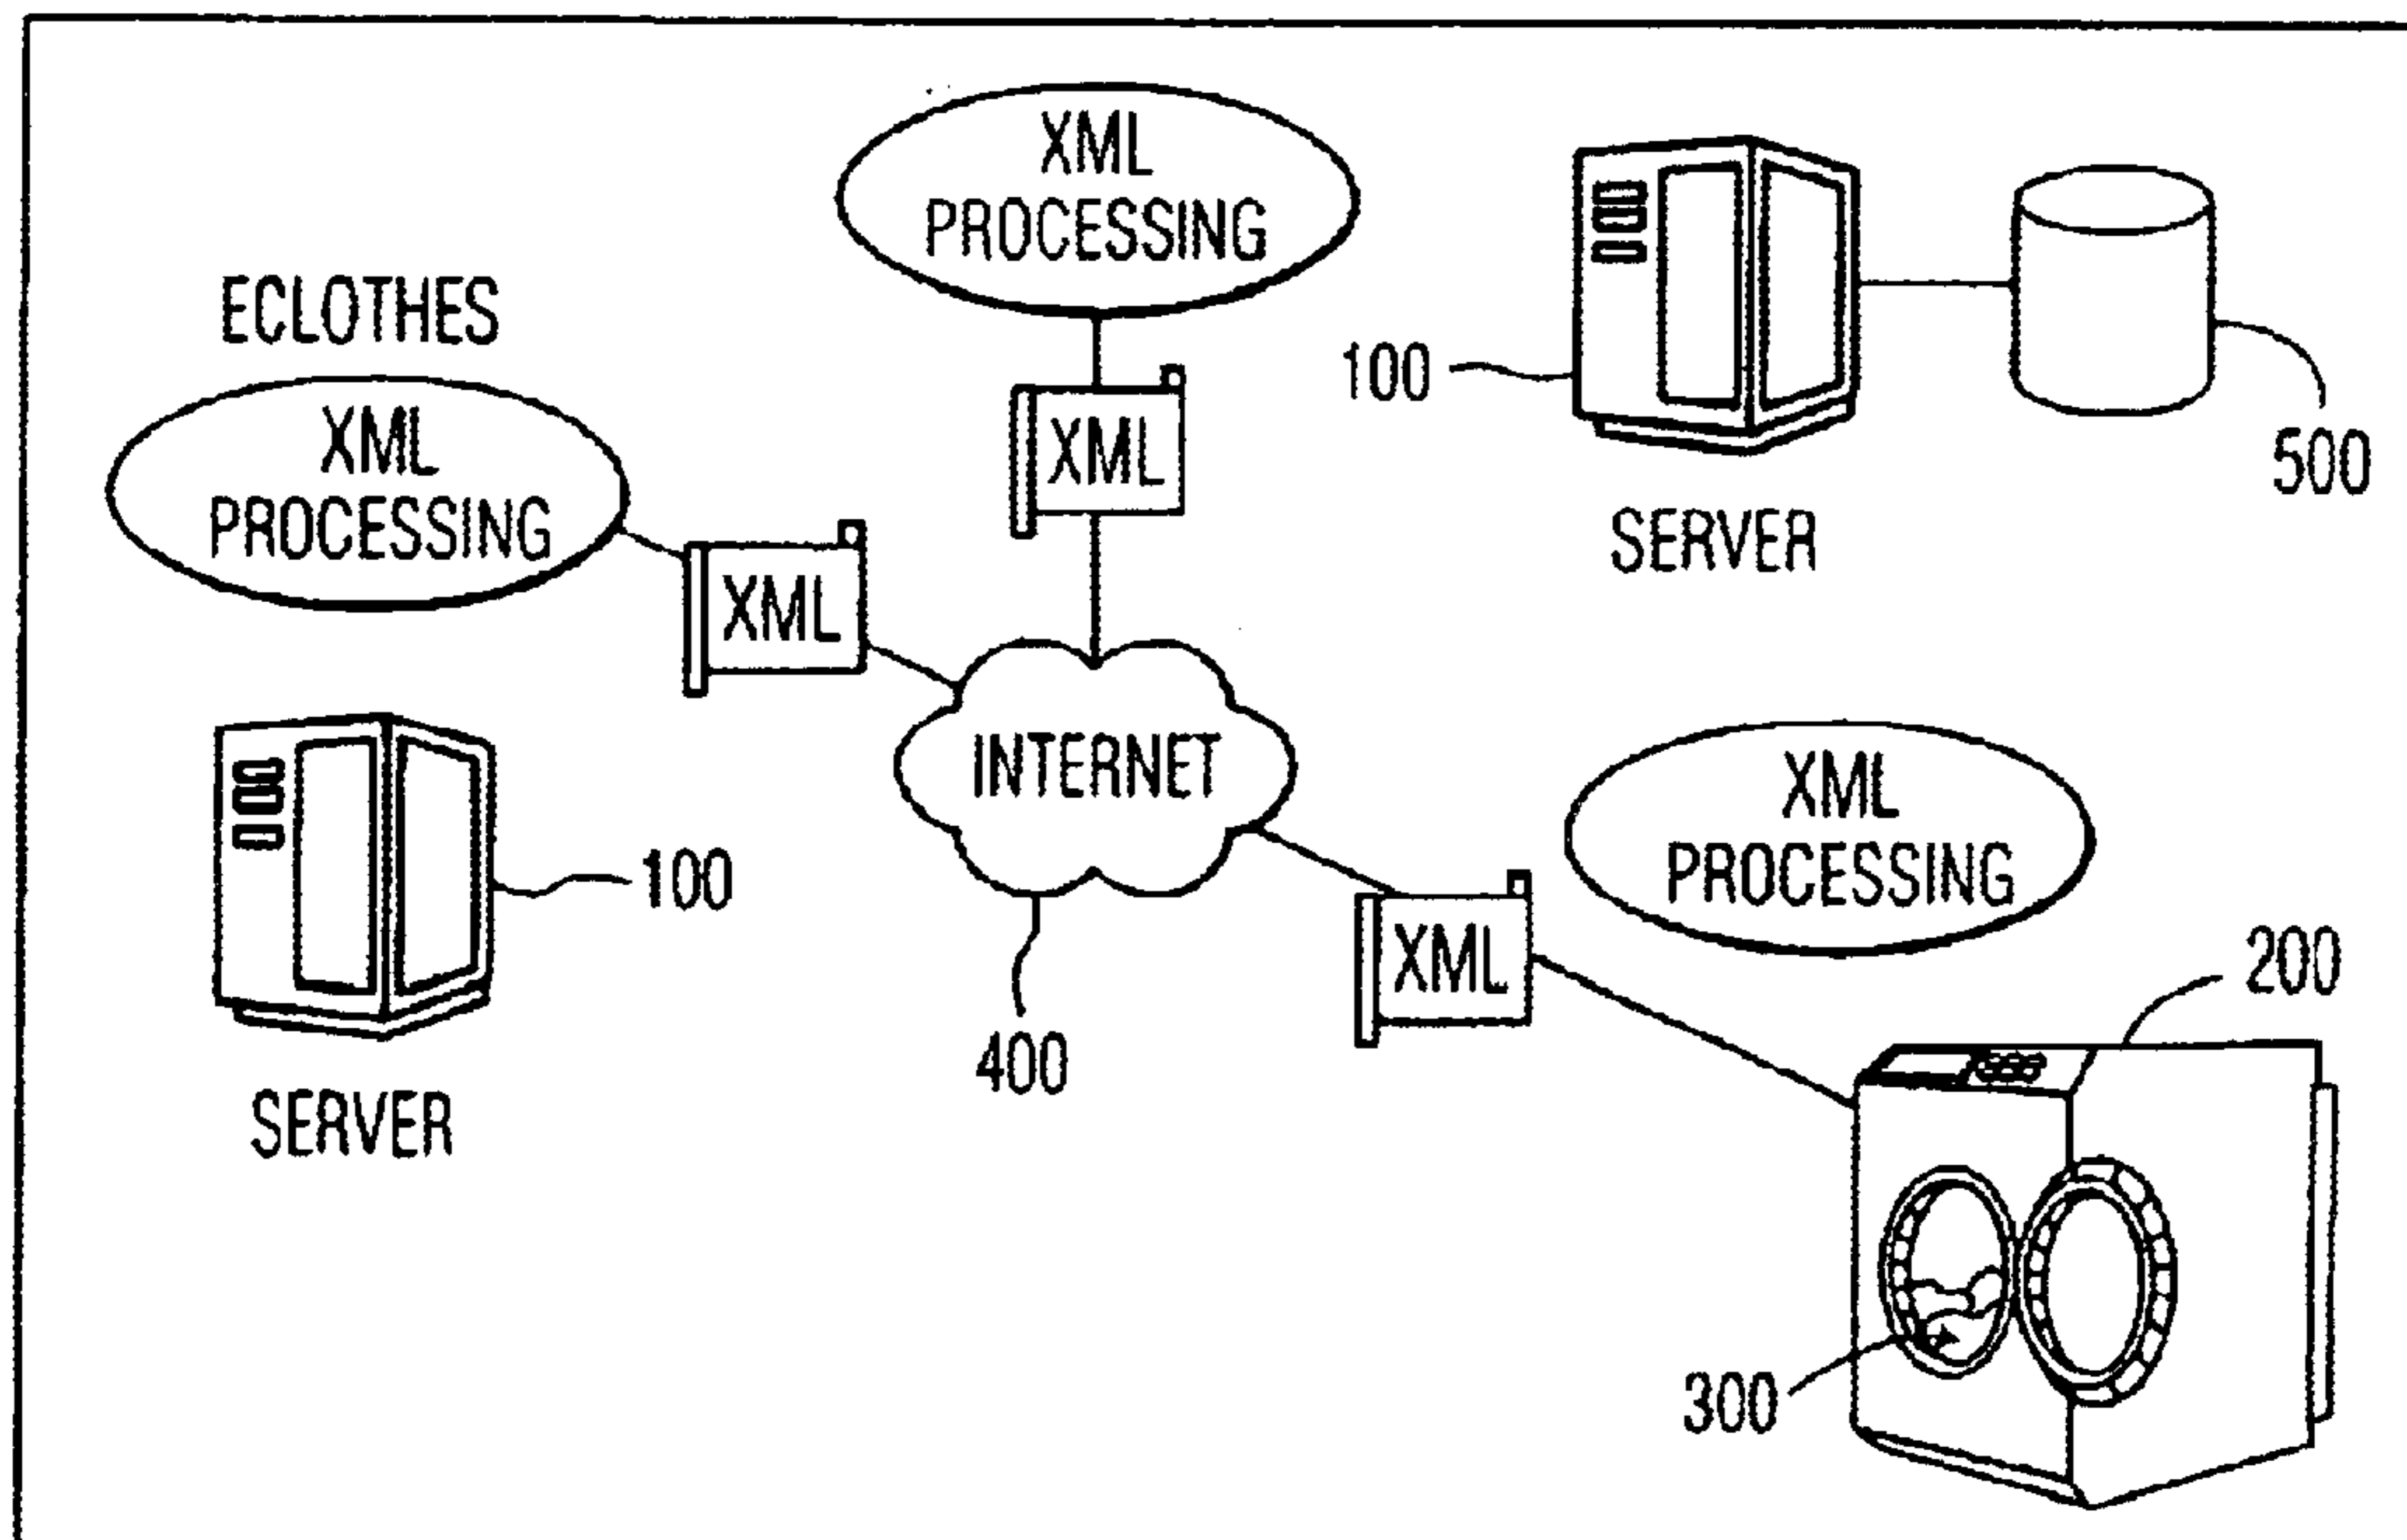 XML
PROCESSING
ECLOTHES
XML
PROCESSING
XML
100
500
SERVER
XML
INTERNET
100
SERVER
400
XML
PROCESSING
XML
200
300